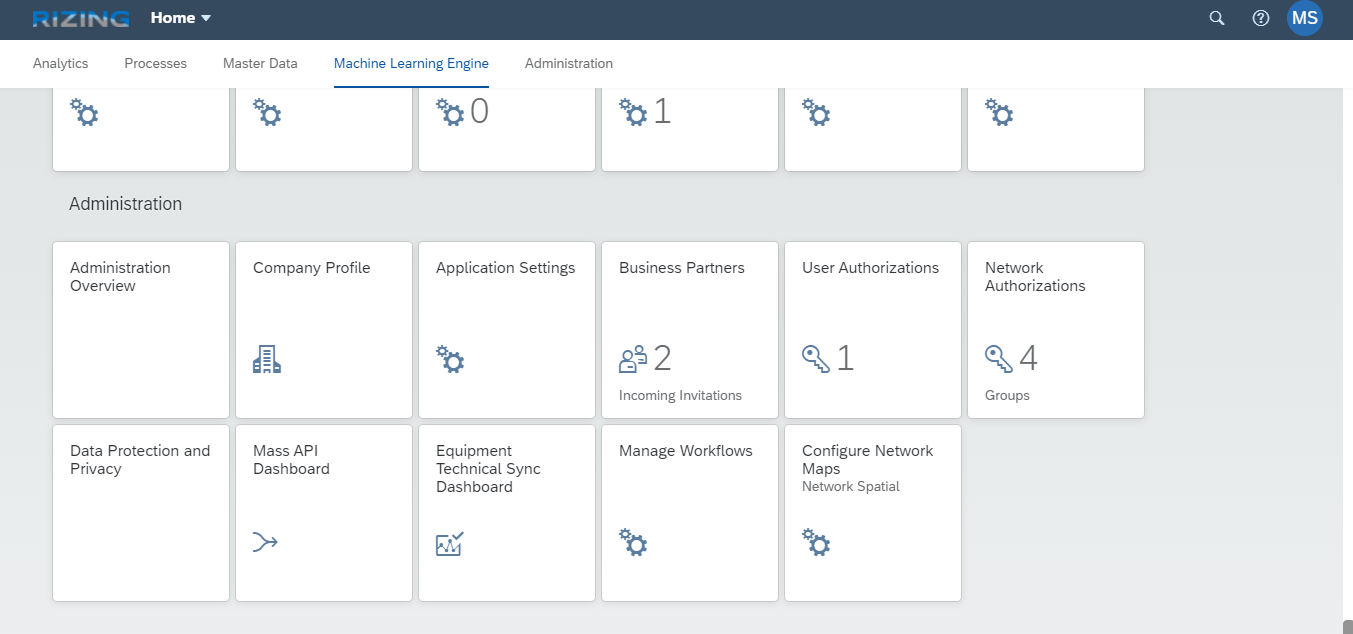 RIZING
Home
MS
Analytics
Processes
Master Data
Machine Learning Engine
Administration
0
1
Administration
Administration
Overview
Company Profile
Application Settings
Business Partners
2
Incoming Invitations
User Authorizations
1
Network
Authorizations
4
Groups
Data Protection and
Privacy
Mass API
Dashboard
Equipment
Technical Sync
Dashboard
Manage Workflows
Configure Network
Maps
Network Spatial